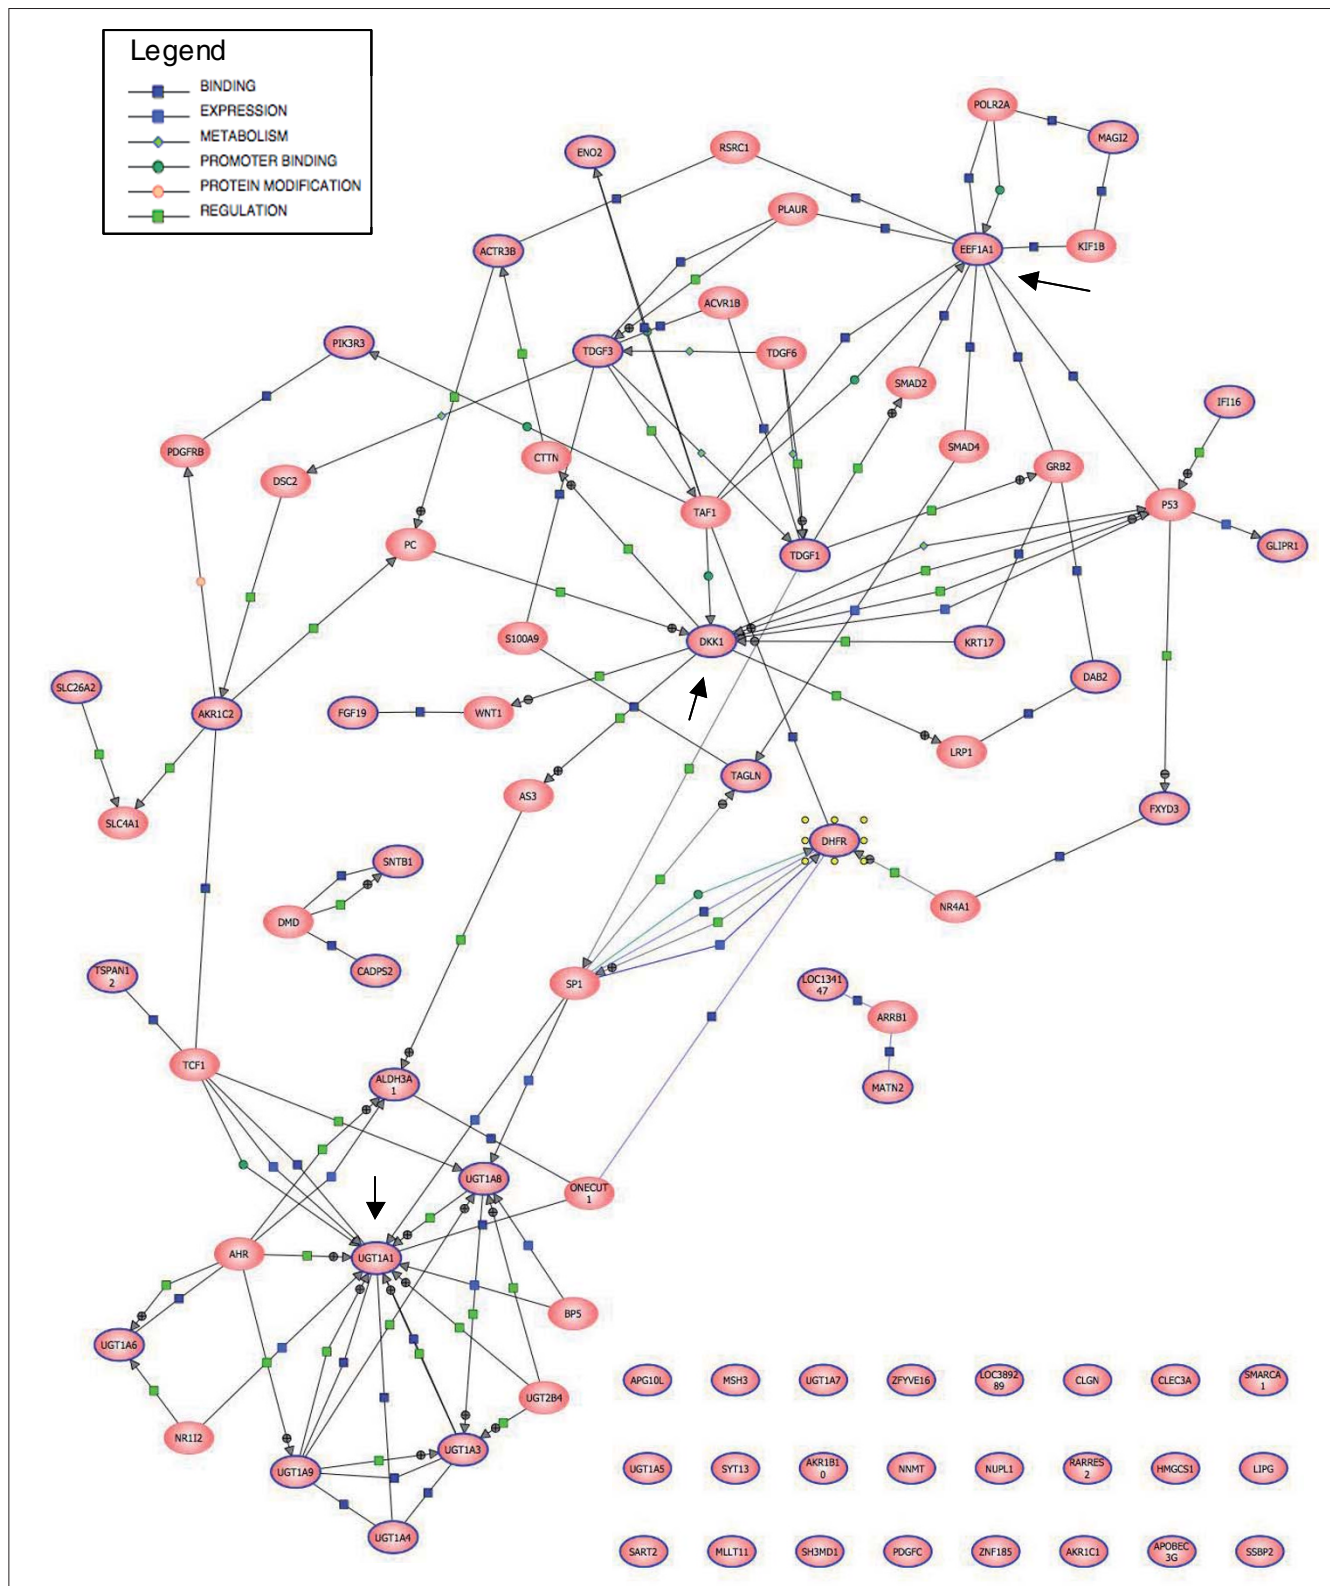 Legend
BINDING
EXPRESSION
METABOLISM
PROMOTER BINDING
PROTEIN MODIFICATION
REGULATION
POLR2A
MAGI2
ENO2
RSRC1
PLAUR
ACTR3B
EEF1A1
KIF1B
ACVR1B
PIK3R3
TDGF3
TDGF6
SMAD2
IFI16
PDGFRB
DSC2
CTTN
SMAD4
GRB2
TAF1
P53
PC
TDGF1
GLIPR1
S100A9
DKK1
KRT17
DAB2
SLC26A2
AKR1C2
FGF19
WNT1
LRP1
TAGLN
AS3
SLC4A1
FXYD3
DHFR
SNTB1
DMD
NR4A1
CADPS2
TSPAN1
2
SP1
LOC1341
47
ARRB1
TCF1
ALDH3A
1
MATN2
UGT1A8
ONECUT
1
AHR
UGT1A1
BP5
UGT1A6
UGT2B4
NR1I2
UGT1A3
UGT1A9
UGT1A4
APG10L
MSH3
UGT1A7
ZFYVE16
LOC3892
89
CLGN
CLEC3A
SMARCA
1
UGT1A5
SYT13
AKR1B1
0
NNMT
NUPL1
RARRES
2
HMGCS1
LIPG
SART2
MLLT11
SH3MD1
PDGFC
ZNF185
AKR1C1
APOBEC
3G
SSBP2